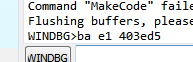 Command "MakeCode" faile
Flushing buffers, please
WINDBG>ba e1 403ed5
WINDBG